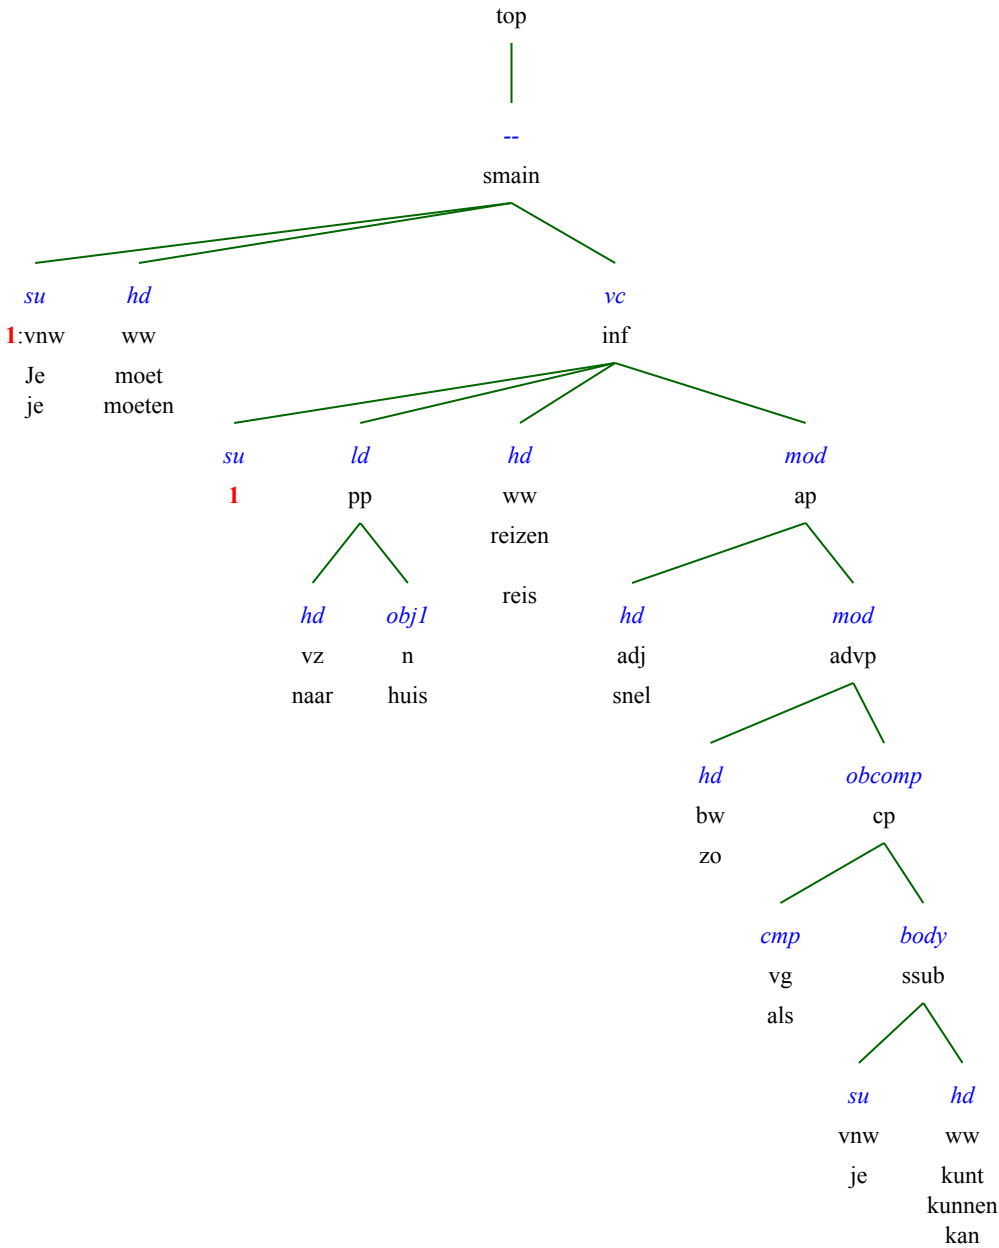 top
--
smain
su hd vc
1:vnw ww inf
Je moet
je moeten
su ld hd mod
1 pp ww ap
reizen
reis
hd obj1 hd mod
vz n adj advp
naar huis snel
hd obcomp
bw cp
zo
cmp body
vg ssub
als
su hd
vnw ww
je kunt
kunnen
kan